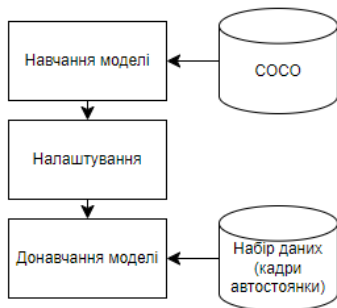 Навчання моделі
COCO
Налаштування
Донавчання моделі
Набір даних
(кадри
автостоянки)